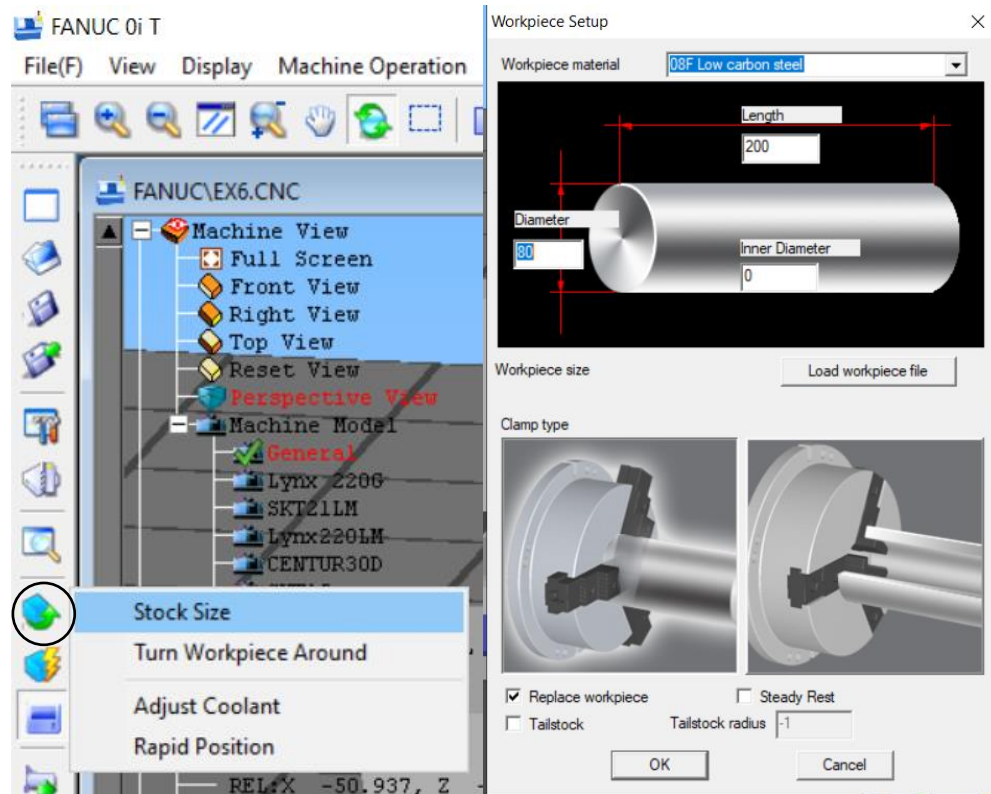 FANUC 0i T
File(F) View Display Machine Operation
FANUC\EX6.CNC
Machine View
Full Screen
Front View
Right View
Top View
Reset View
Perspective View
Machine Model
General
Lynx 220G
SKT21LM
Lynx220LM
CENTUR30D
Stock Size
Turn Workpiece Around
Adjust Coolant
Rapid Position
REL:X -50.937, Z
Workpiece Setup
Workpiece material 08F Low carbon steel
Length
200
Diameter
80
Inner Diameter
0
Workpiece size Load workpiece file
Clamp type
Replace workpiece Steady Rest
Tailstock Tailstock radius -1
OK Cancel